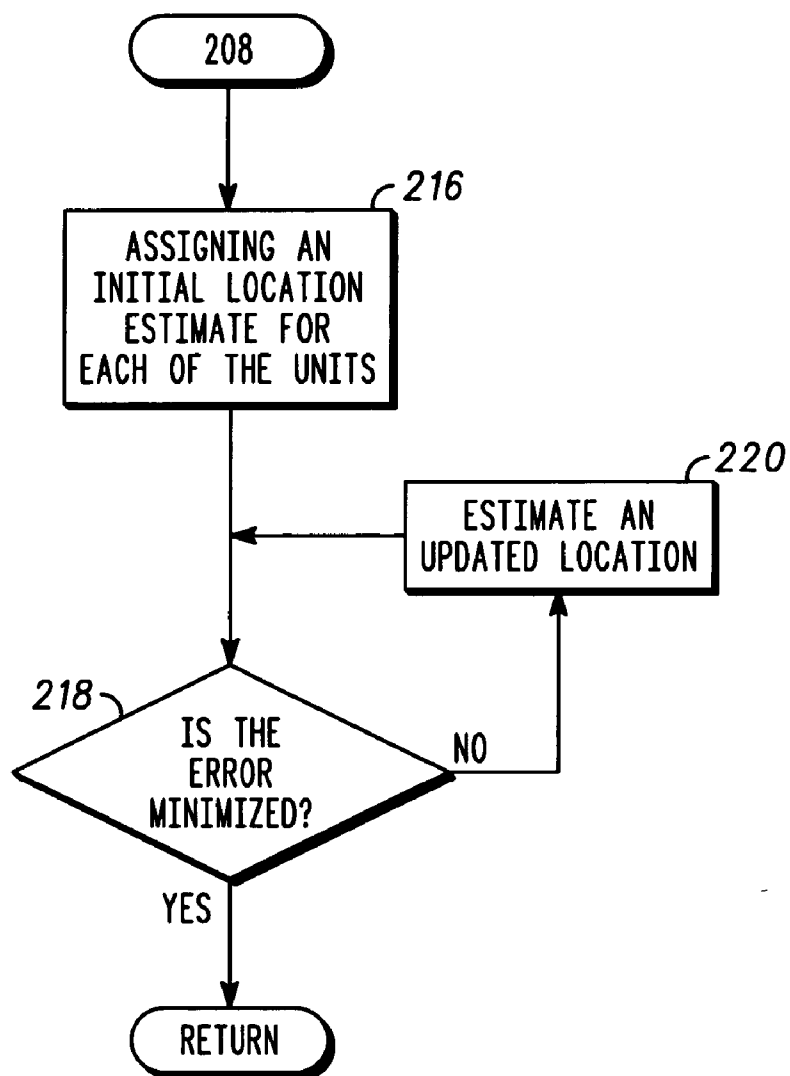 208
216
ASSIGNING AN
INITIAL LOCATION
ESTIMATE FOR
EACH OF THE UNITS
220
ESTIMATE AN
UPDATED LOCATION
218
IS THE
ERROR
MINIMIZED?
NO
YES
RETURN